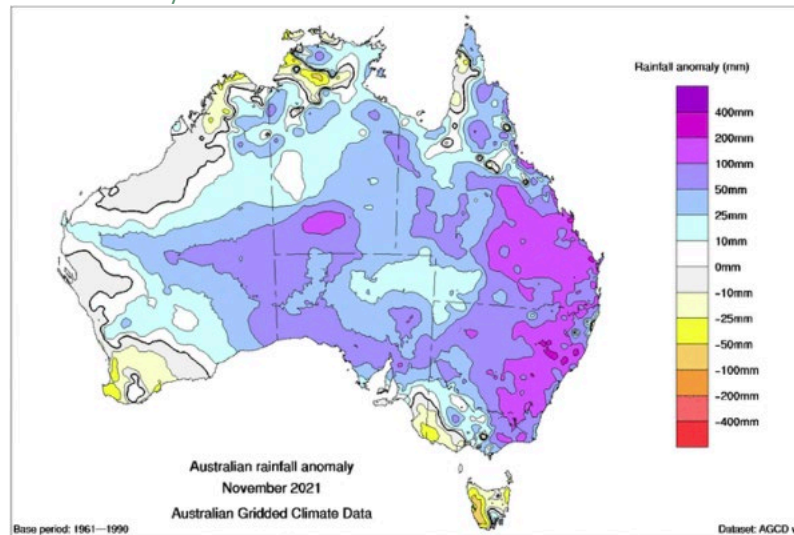 Rainfall anomaly (mm)
400mm
200mm
100mm
50mm
25mm
10mm
0mm
-10mm
-25mm
-50mm
-100mm
-200mm
-400mm
Australian rainfall anomaly
November 2021
Australian Gridded Climate Data
Base period: 1961—1990
Dataset: AGCD v